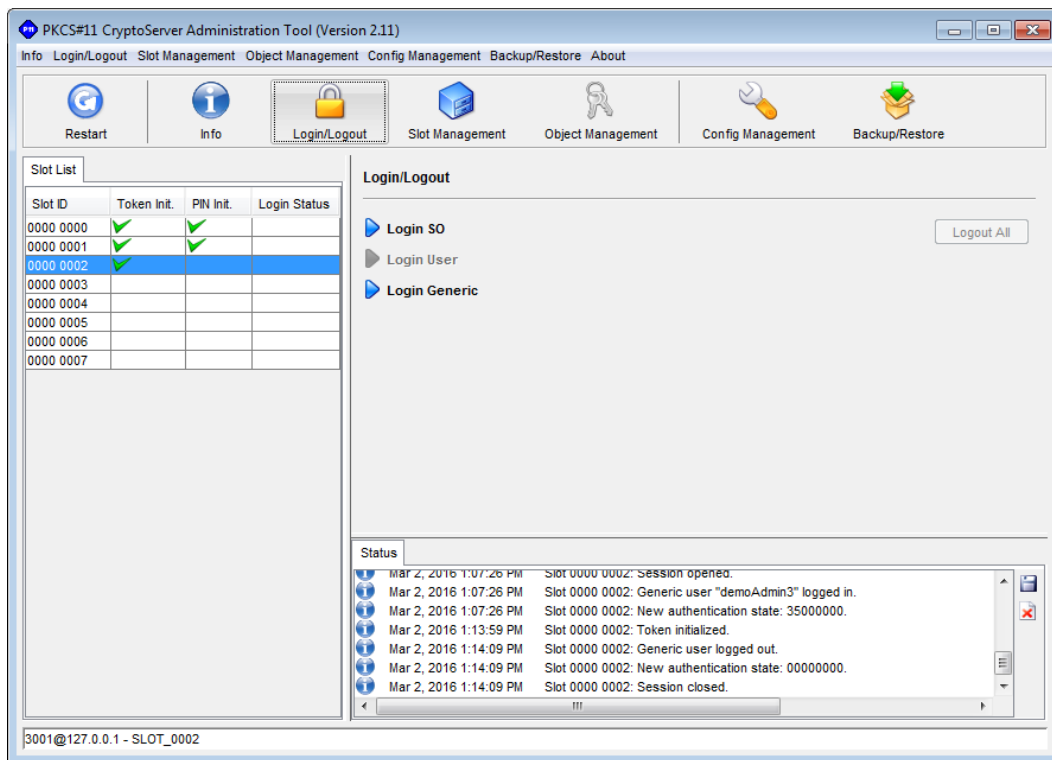 P11 PKCS#11 CryptoServer Administration Tool (Version 2.11)
Info Login/Logout Slot Management Object Management Config Management Backup/Restore About
Restart Info Login/Logout Slot Management Object Management Config Management Backup/Restore
Slot List
Slot ID Token Init. PIN Init. Login Status
0000 0000
0000 0001
0000 0002
0000 0003
0000 0004
0000 0005
0000 0006
0000 0007
Login/Logout
Login SO
Logout All
Login User
Login Generic
Status
Mar 2, 2016 1:07:26 PM Slot 0000 0002: Session opened.
Mar 2, 2016 1:07:26 PM Slot 0000 0002: Generic user "demoAdmin3" logged in.
Mar 2, 2016 1:07:26 PM Slot 0000 0002: New authentication state: 35000000.
Mar 2, 2016 1:13:59 PM Slot 0000 0002: Token initialized.
Mar 2, 2016 1:14:09 PM Slot 0000 0002: Generic user logged out.
Mar 2, 2016 1:14:09 PM Slot 0000 0002: New authentication state: 00000000.
Mar 2, 2016 1:14:09 PM Slot 0000 0002: Session closed.
3001@127.0.0.1 - SLOT_0002